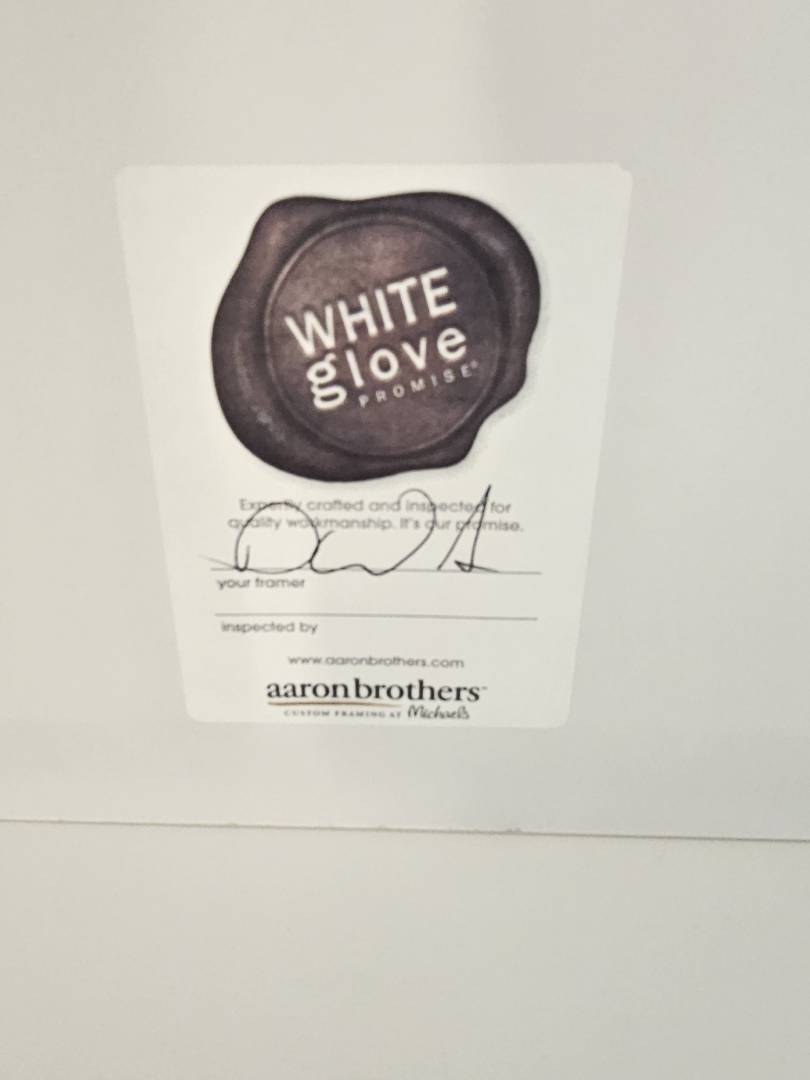 WHITE
glove
PROMISE®
Expertly crafted and inspected for
quality workmanship. It's our promise.
your framer
inspected by
www.aaronbrothers.com
aaronbrothers
CUSTOM FRAMING AT Michaels